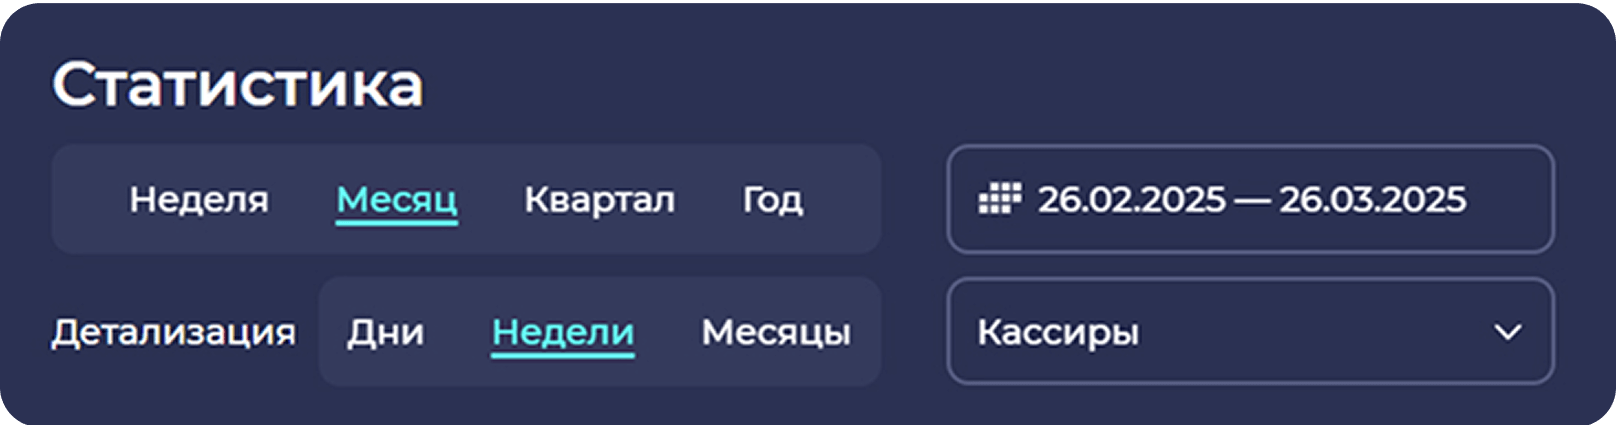 Статистика
Неделя Месяц Квартал Год
26.02.2025 — 26.03.2025
Детализация Дни Недели Месяцы
Кассиры